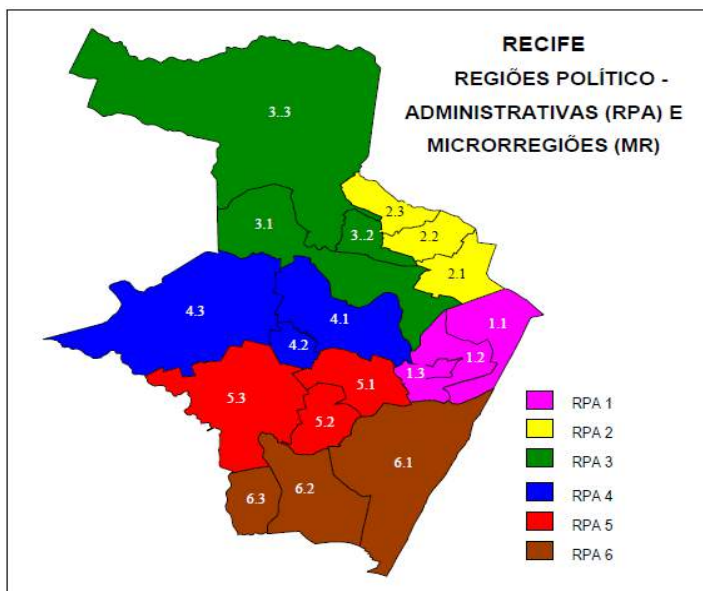 RECIFE
REGIÕES POLÍTICO -
ADMINISTRATIVAS (RPA) E
MICRORREGIÕES (MR)
3..3
2.3
3.1
3..2
2.2
2.1
4.3
4.1
1.1
4.2
1.2
1.3
5.3
5.1
5.2
6.1
6.2
6.3
RPA 1
RPA 2
RPA 3
RPA 4
RPA 5
RPA 6